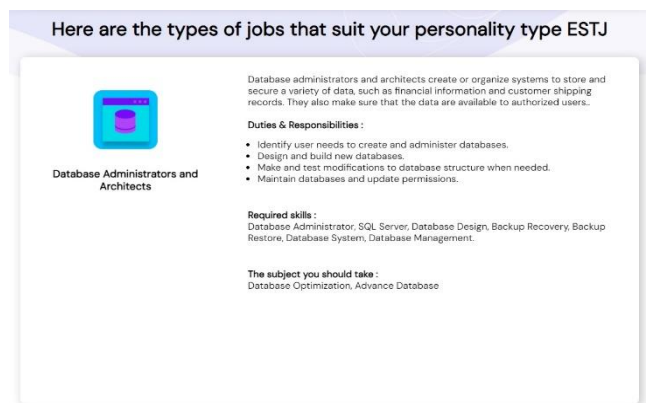 Here are the types of jobs that suit your personality type ESTJ
Database Administrators and
Architects
Database administrators and architects create or organize systems to store and
secure a variety of data, such as financial information and customer shipping
records. They also make sure that the data are available to authorized users..
Duties & Responsibilities :
• Identify user needs to create and administer databases.
• Design and build new databases.
• Make and test modifications to database structure when needed.
• Maintain databases and update permissions.
Required skills :
Database Administrator, SQL Server, Database Design, Backup Recovery, Backup
Restore, Database System, Database Management.
The subject you should take :
Database Optimization, Advance Database